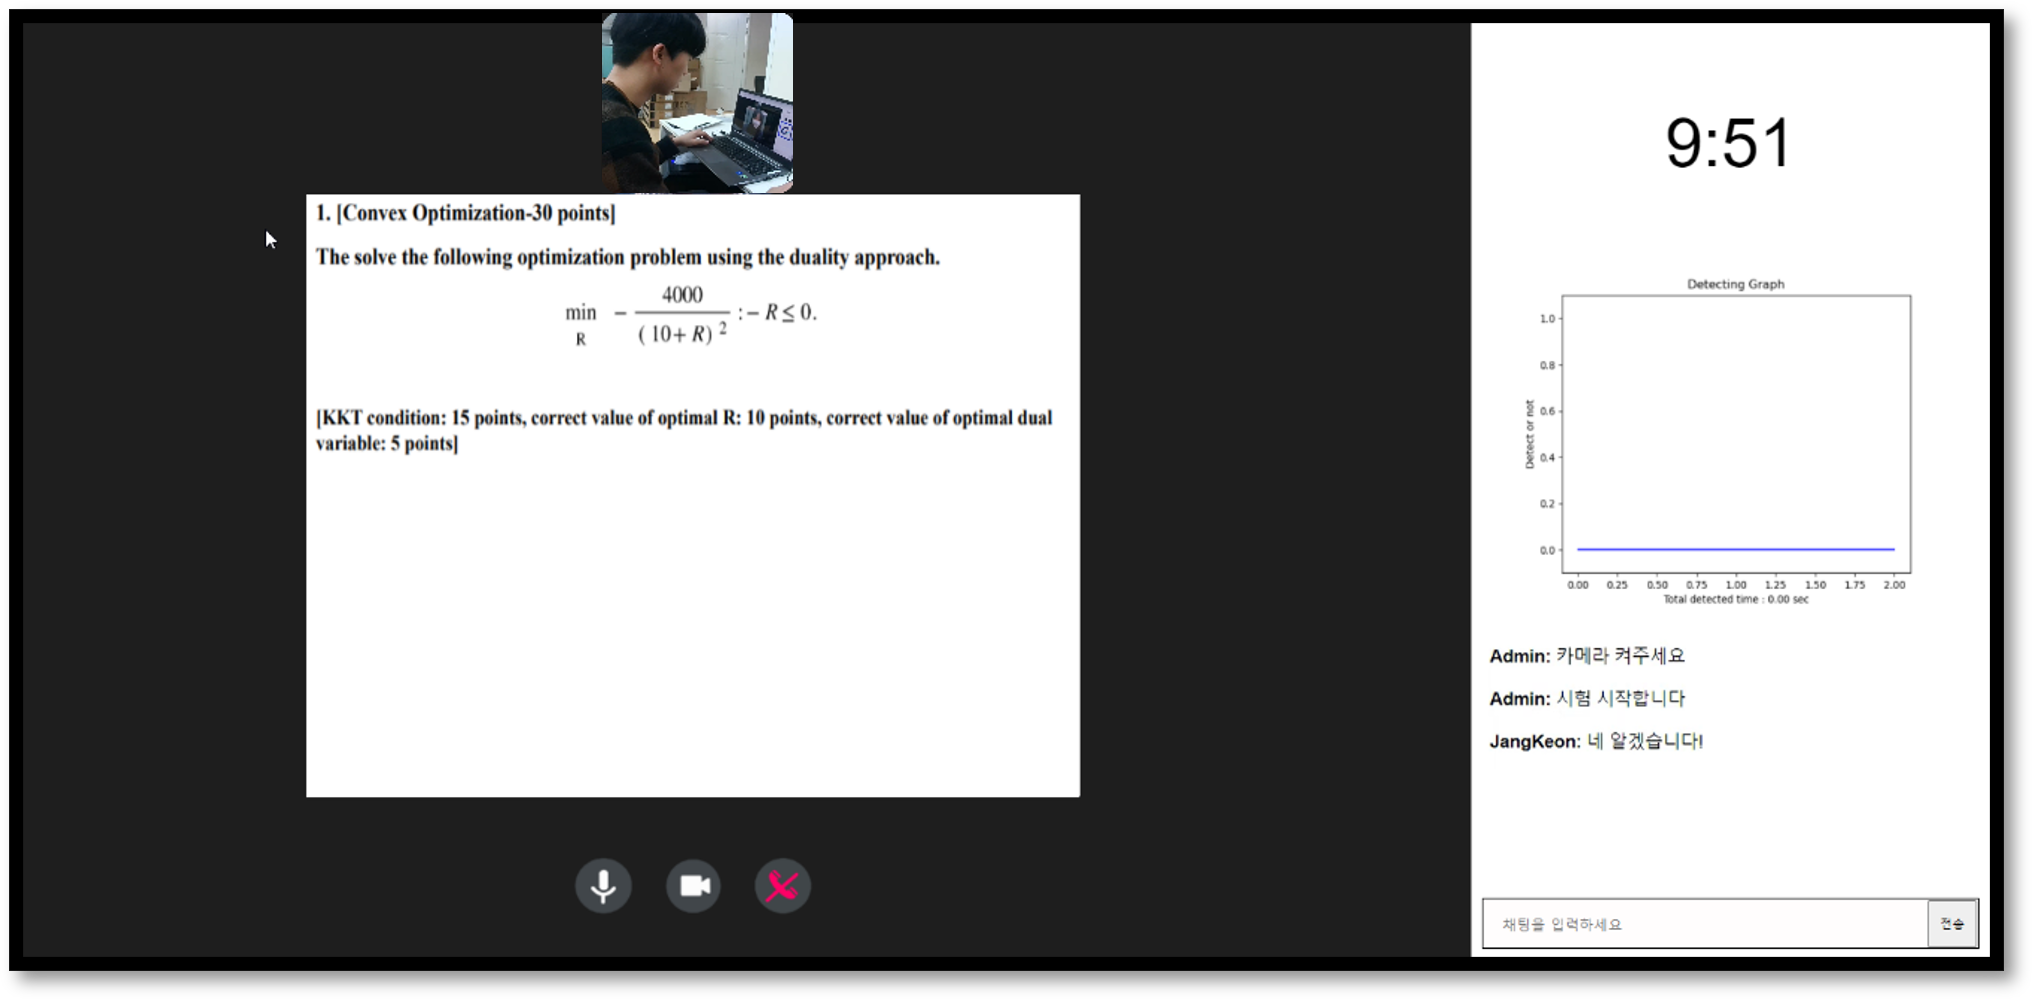 1. [Convex Optimization-30 points]
The solve the following optimization problem using the duality approach.
min R − 4000 / ( 10+ R) 2 :− R ≤ 0.
[KKT condition: 15 points, correct value of optimal R: 10 points, correct value of optimal dual
variable: 5 points]
9:51
Detecting Graph
Detect or not
1.0
0.8
0.6
0.4
0.2
0.0
0.00 0.25 0.50 0.75 1.00 1.25 1.50 1.75 2.00
Total detected time : 0.00 sec
Admin: 카메라 켜주세요
Admin: 시험 시작합니다
JangKeon: 네 알겠습니다!
채팅을 입력하세요
전송